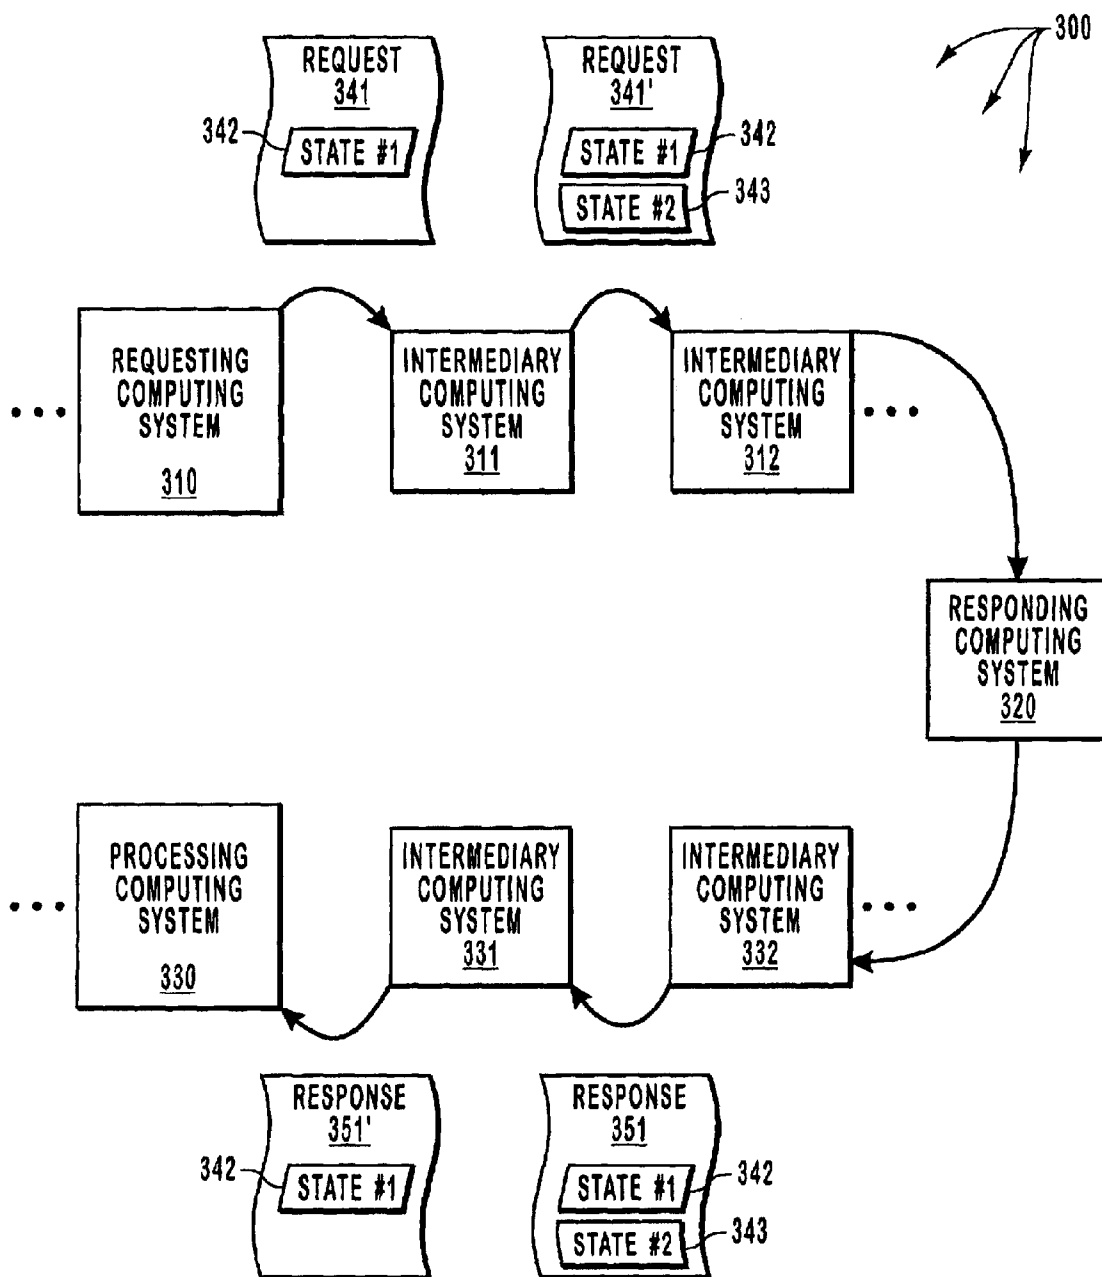 300
REQUEST
341
342
STATE #1
REQUEST
341'
STATE #1
342
STATE #2
343
REQUESTING
COMPUTING
SYSTEM
310
INTERMEDIARY
COMPUTING
SYSTEM
311
INTERMEDIARY
COMPUTING
SYSTEM
312
RESPONDING
COMPUTING
SYSTEM
320
PROCESSING
COMPUTING
SYSTEM
330
INTERMEDIARY
COMPUTING
SYSTEM
331
INTERMEDIARY
COMPUTING
SYSTEM
332
RESPONSE
351'
342
STATE #1
RESPONSE
351
STATE #1
342
STATE #2
343